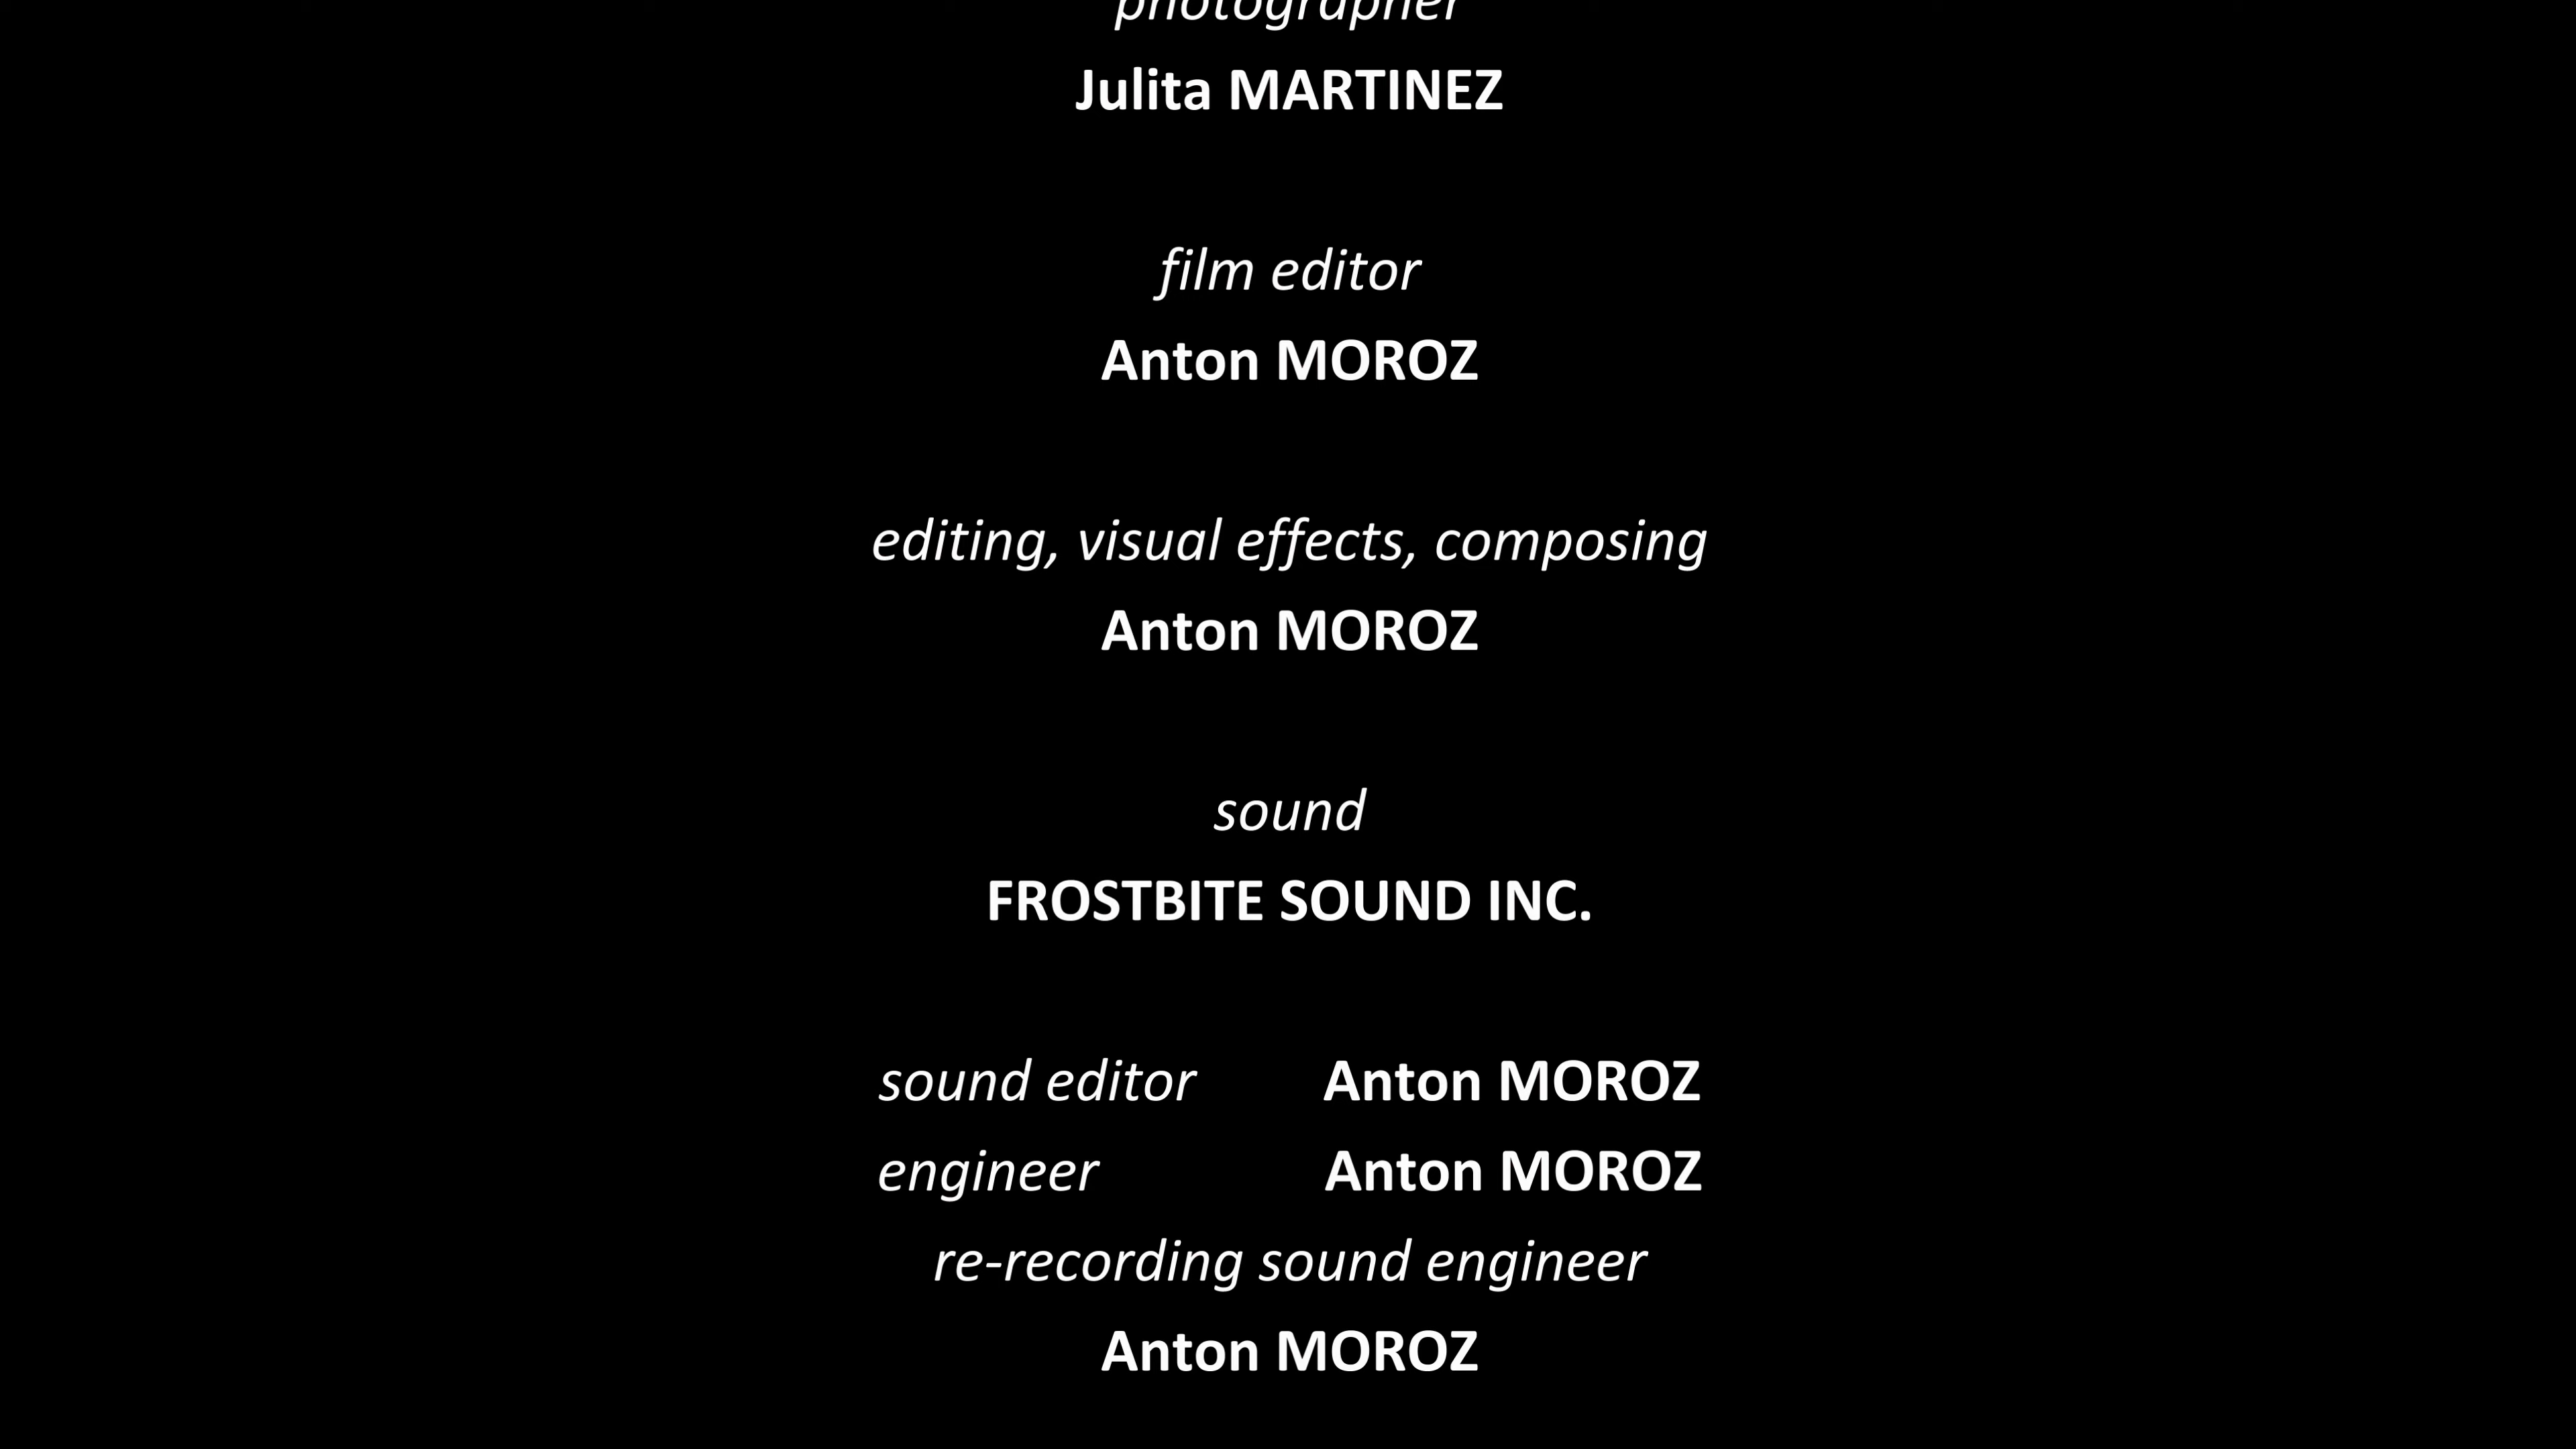 photographer
Julita MARTINEZ
film editor
Anton MOROZ
editing, visual effects, composing
Anton MOROZ
sound
FROSTBITE SOUND INC.
sound editor Anton MOROZ
engineer Anton MOROZ
re-recording sound engineer
Anton MOROZ